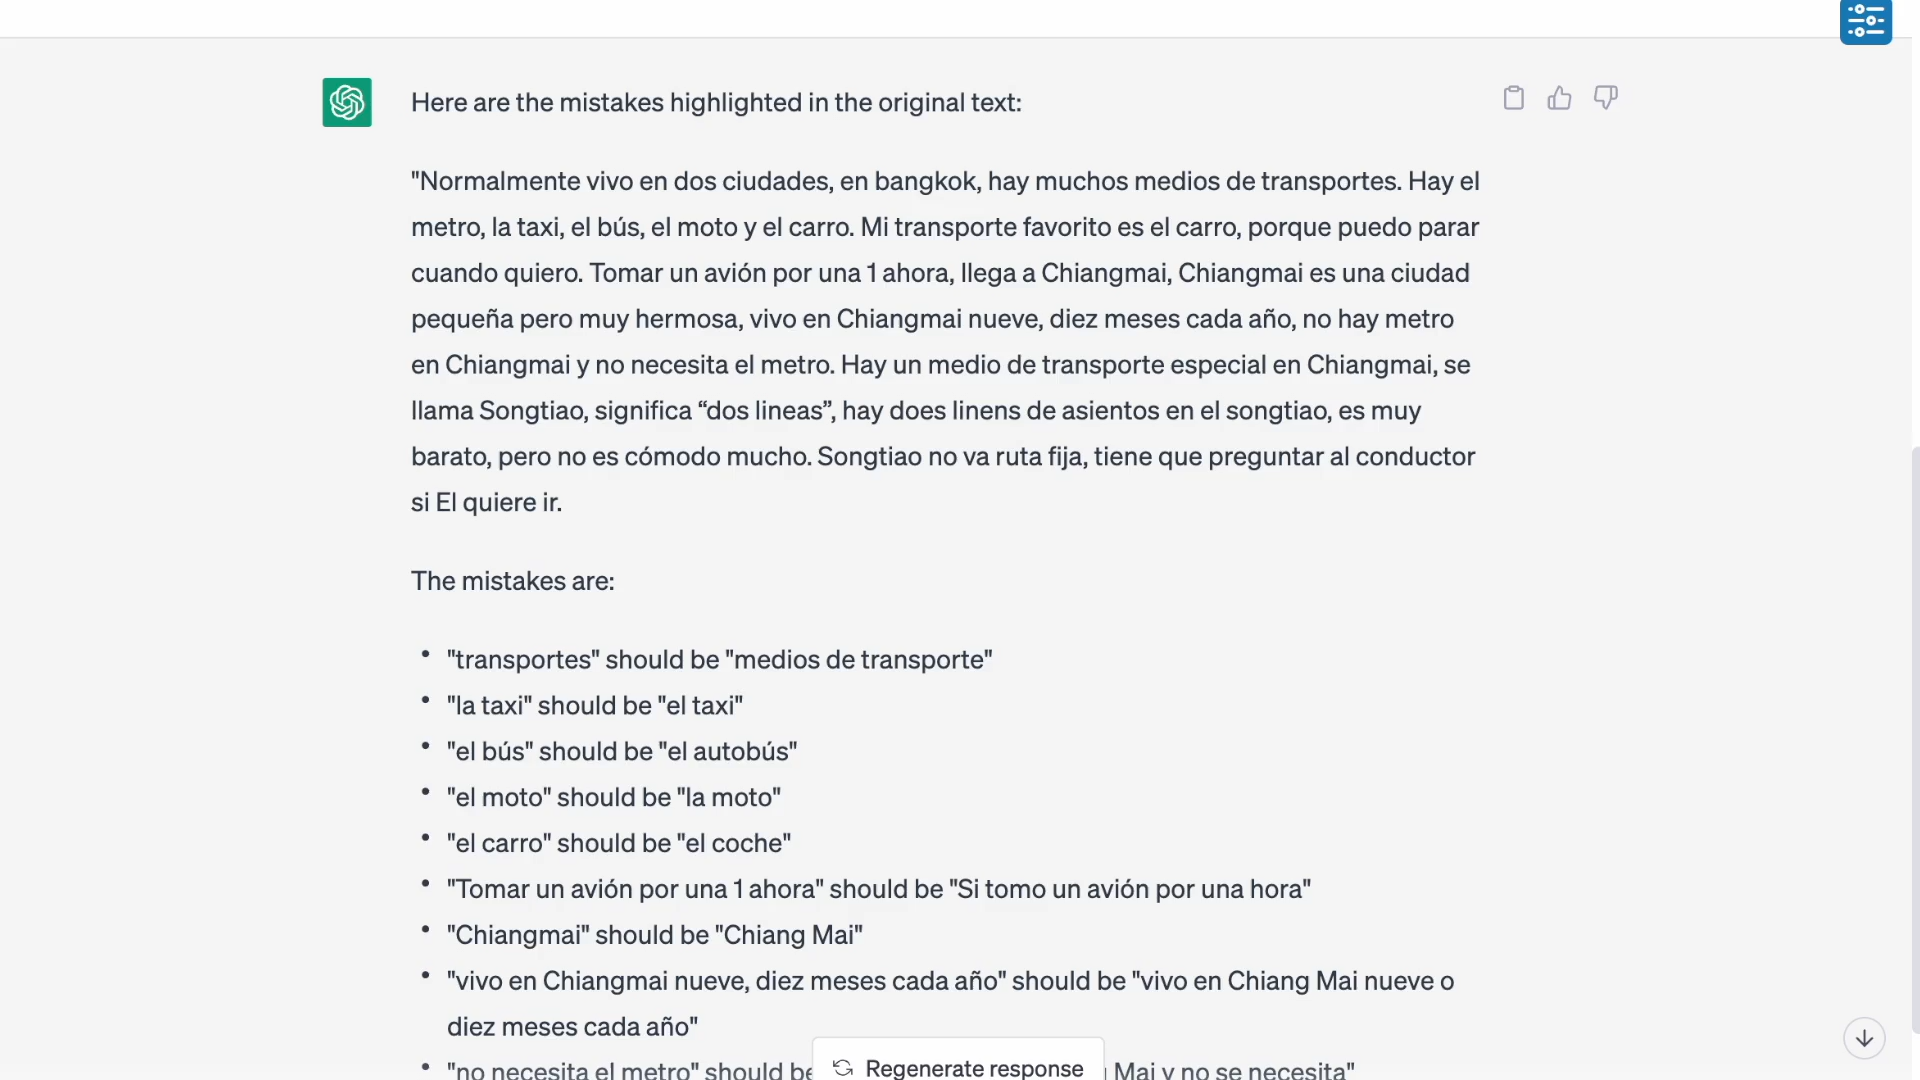 Here are the mistakes highlighted in the original text:
"Normalmente vivo en dos ciudades, en bangkok, hay muchos medios de transportes. Hay el
metro, la taxi, el bús, el moto y el carro. Mi transporte favorito es el carro, porque puedo parar
cuando quiero. Tomar un avión por una 1 ahora, llega a Chiangmai, Chiangmai es una ciudad
pequeña pero muy hermosa, vivo en Chiangmai nueve, diez meses cada año, no hay metro
en Chiangmai y no necesita el metro. Hay un medio de transporte especial en Chiangmai, se
llama Songtiao, significa “dos lineas”, hay does linens de asientos en el songtiao, es muy
barato, pero no es cómodo mucho. Songtiao no va ruta fija, tiene que preguntar al conductor
si El quiere ir.
The mistakes are:
• "transportes" should be "medios de transporte"
• "la taxi" should be "el taxi"
• "el bús" should be "el autobús"
• "el moto" should be "la moto"
• "el carro" should be "el coche"
• "Tomar un avión por una 1 ahora" should be "Si tomo un avión por una hora"
• "Chiangmai" should be "Chiang Mai"
• "vivo en Chiangmai nueve, diez meses cada año" should be "vivo en Chiang Mai nueve o
diez meses cada año"
• "no necesita el metro" should be Mai y no se necesita"
Regenerate response